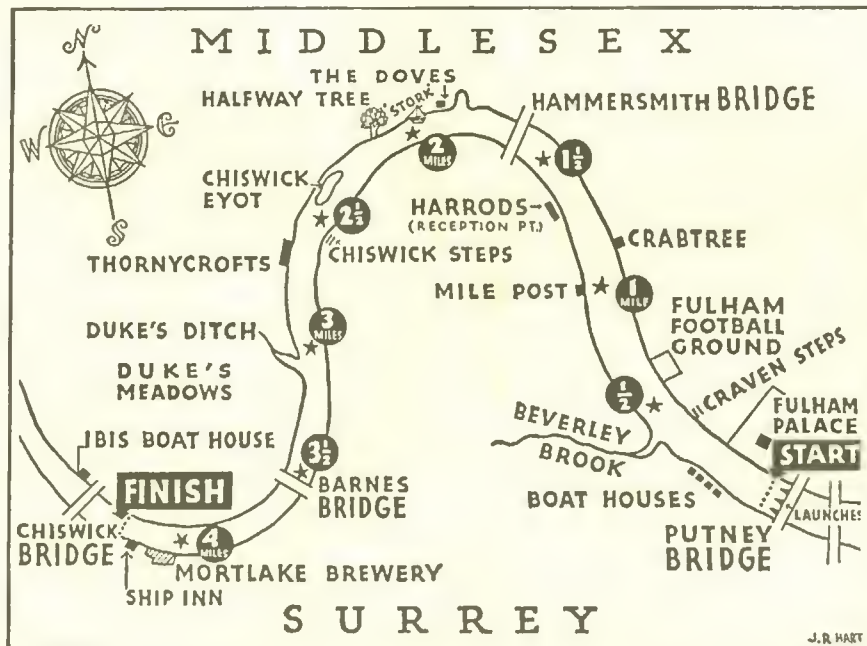 MIDDLESEX
N
E
W
S
THE DOVES
HALFWAY TREE
"STORK"
HAMMERSMITH BRIDGE
2
MILES
1½
CHISWICK
EYOT
2½
HARRODS
(RECEPTION PT.)
CRABTREE
CHISWICK STEPS
THORNYCROFTS
MILE POST
1
MILE
FULHAM
FOOTBALL
GROUND
3
MILES
DUKE'S DITCH
DUKE'S
MEADOWS
CRAVEN STEPS
½
FULHAM
PALACE
BEVERLEY
BROOK
START
IBIS BOAT HOUSE
3½
FINISH
BARNES
BRIDGE
BOAT HOUSES
LAUNCHES
PUTNEY
BRIDGE
CHISWICK
BRIDGE
4
MILES
MORTLAKE BREWERY
SHIP INN
SURREY
J.R HART